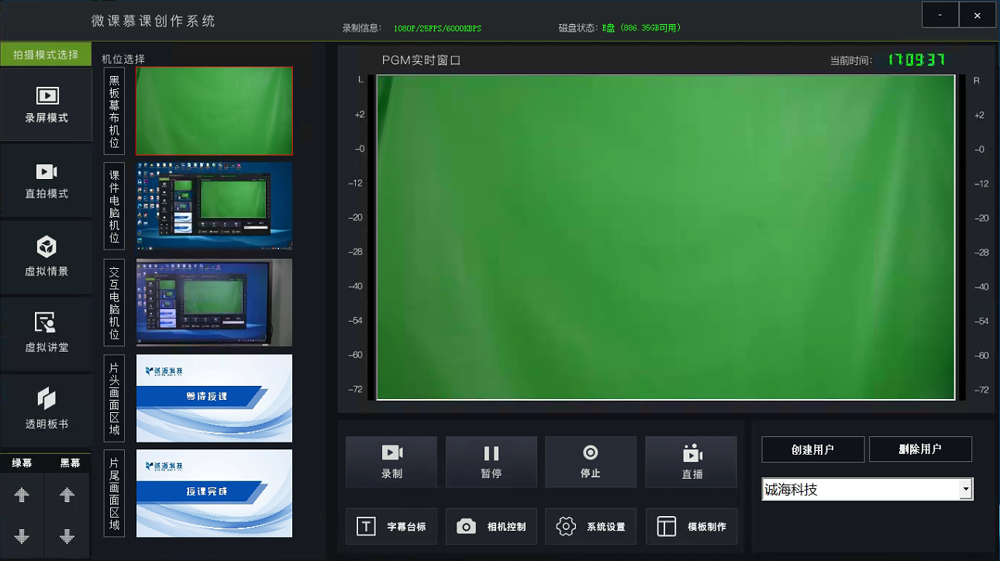 微课慕课创作系统
录制信息： 1080P/25FPS/6000KBPS
磁盘状态：E盘（886.35GB可用）
拍摄模式选择
录屏模式
直拍模式
虚拟情景
虚拟讲堂
透明板书
绿幕 黑幕
机位选择
黑板幕布机位
课件电脑机位
交互电脑机位
片头画面区域
诚海科技
等待授课
片尾画面区域
诚海科技
授课完成
PGM实时窗口
当前时间： 17:09:37
L
+2
-0
-12
-20
-28
-40
-54
-60
-72
R
+2
-0
-12
-20
-28
-40
-54
-60
-72
录制
暂停
停止
直播
字幕台标
相机控制
系统设置
模板制作
创建用户
删除用户
诚海科技